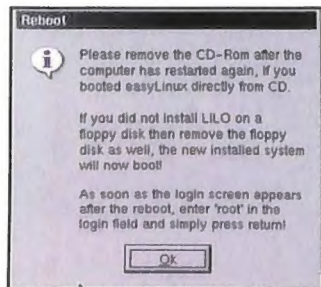 Reboot
Please remove the CD-Rom after the
computer has restarted again, if you
booted easyLinux directly from CD.
If you did not install LILO on a
floppy disk then remove the floppy
disk as well, the new installed system
will now boot!
As soon as the login screen appears
after the reboot, enter 'root' in the
login field and simply press return!
Ok